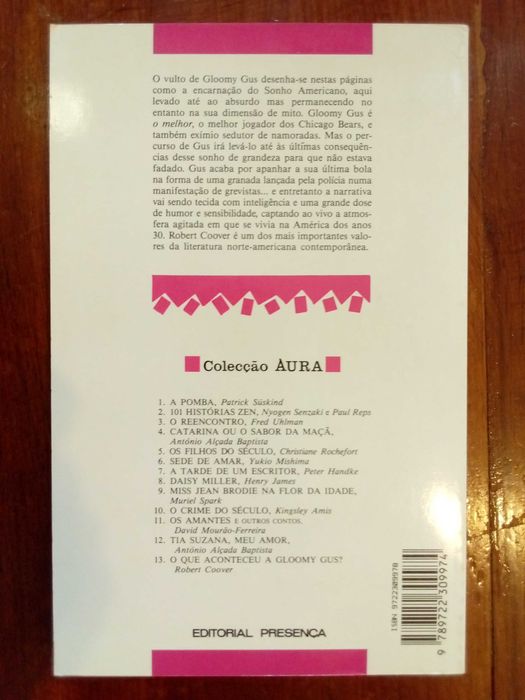 O vulto de Gloomy Gus desenha-se nestas páginas
como a encarnação do Sonho Americano, aqui
levado até ao absurdo mas permanecendo no
entanto na sua dimensão de mito. Gloomy Gus é
o melhor, o melhor jogador dos Chicago Bears, e
também exímio sedutor de namoradas. Mas o per-
curso de Gus irá levá-lo até às últimas consequên-
cias desse sonho de grandeza para que não estava
fadado. Gus acaba por apanhar a sua última bola
na forma de uma granada lançada pela polícia numa
manifestação de grevistas... e entretanto a narrativa
vai sendo tecida com inteligência e uma grande dose
de humor e sensibilidade, captando ao vivo a atmos-
fera agitada em que se vivia na América dos anos
30. Robert Coover é um dos mais importantes valo-
res da literatura norte-americana contemporânea.
Colecção ÀURA
1. A POMBA, Patrick Süskind
2. 101 HISTÓRIAS ZEN, Nyogen Senzaki e Paul Reps
3. O REENCONTRO, Fred Uhlman
4. CATARINA OU O SABOR DA MAÇÃ,
António Alçada Baptista
5. OS FILHOS DO SÉCULO, Christiane Rochefort
6. SEDE DE AMAR, Yukio Mishima
7. A TARDE DE UM ESCRITOR, Peter Handke
8. DAISY MILLER, Henry James
9. MISS JEAN BRODIE NA FLOR DA IDADE,
Muriel Spark
10. O CRIME DO SÉCULO, Kingsley Amis
11. OS AMANTES E OUTROS CONTOS,
David Mourão-Ferreira
12. TIA SUZANA, MEU AMOR,
António Alçada Baptista
13. O QUE ACONTECEU A GLOOMY GUS?
Robert Coover
EDITORIAL PRESENÇA
ISBN 9722309978
9 789722 309974